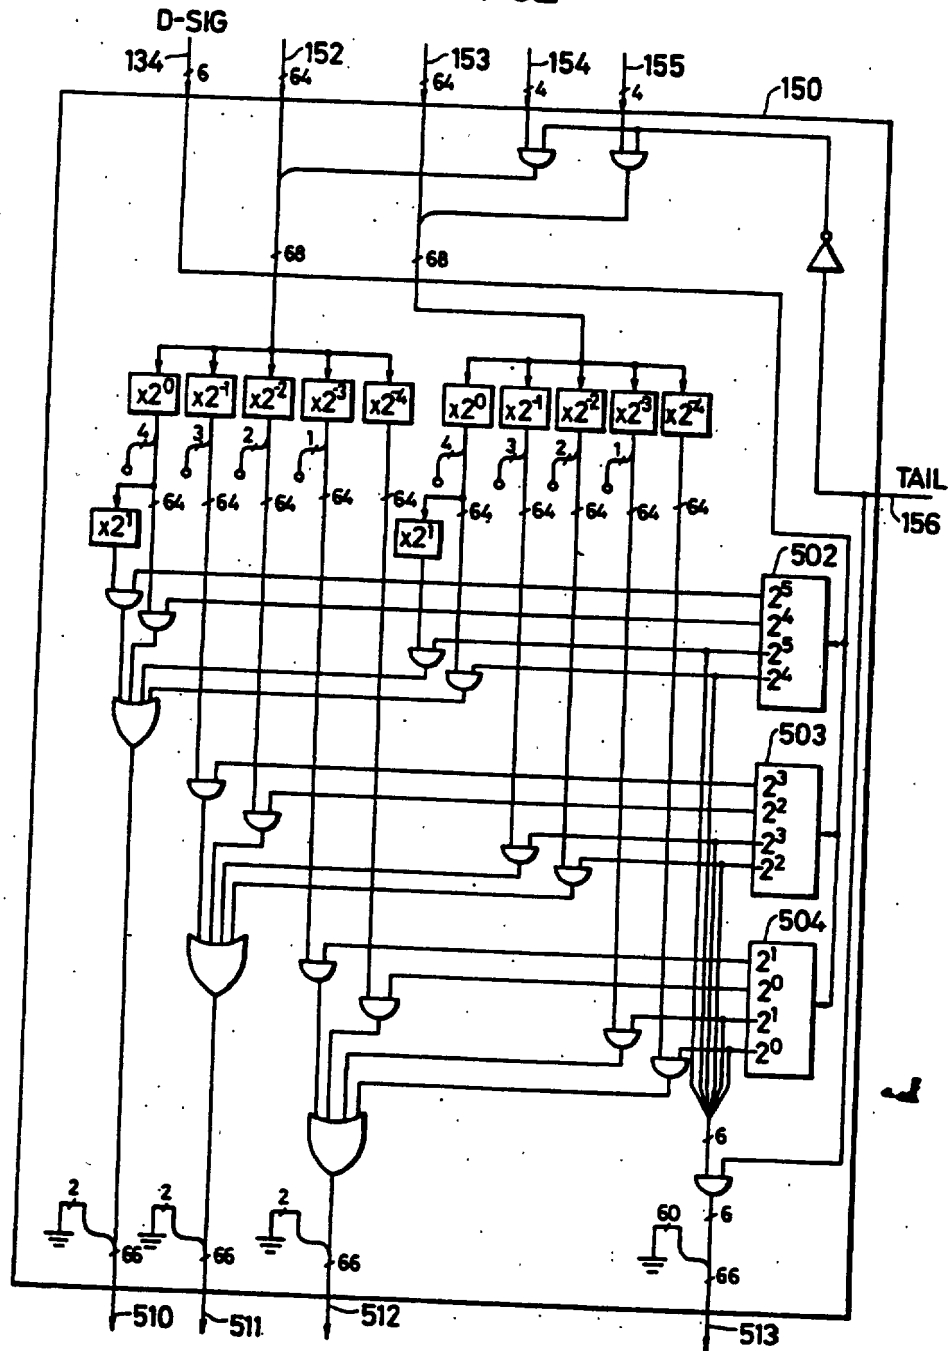 D-SIG
134 6 152 64 153 64 154 4 155 4 150
68 68
x2⁰ x2⁻¹ x2⁻² x2⁻³ x2⁻⁴ x2⁰ x2⁻¹ x2⁻² x2⁻³ x2⁻⁴
4 3 2 1 4 3 2 1
64 64 64 64 64 64 64 64 64 64
TAIL
156
x2¹ x2¹
502
2⁵
2⁴
2⁵
2⁴
503
2³
2²
2³
2²
504
2¹
2⁰
2¹
2⁰
6
2 2 2 60 6
66 66 66 66
510 511 512 513